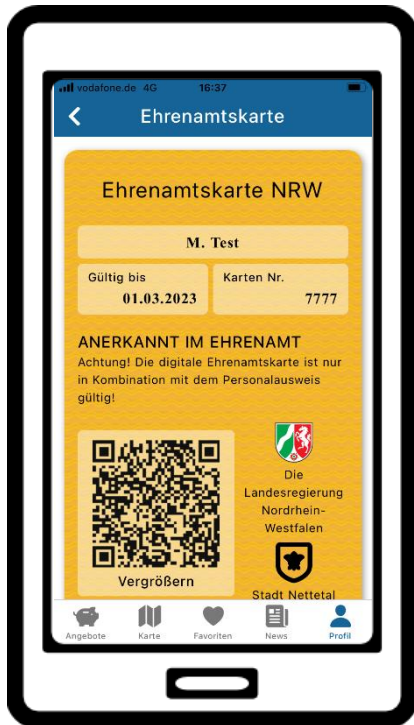 vodafone.de 4G 16:37
Ehrenamtskarte
Ehrenamtskarte NRW
M. Test
Gültig bis
01.03.2023
Karten Nr.
7777
ANERKANNT IM EHRENAMT
Achtung! Die digitale Ehrenamtskarte ist nur
in Kombination mit dem Personalausweis
gültig!
Die
Landesregierung
Nordrhein-
Westfalen
Vergrößern
Stadt Nettetal
Angebote Karte Favoriten News Profil